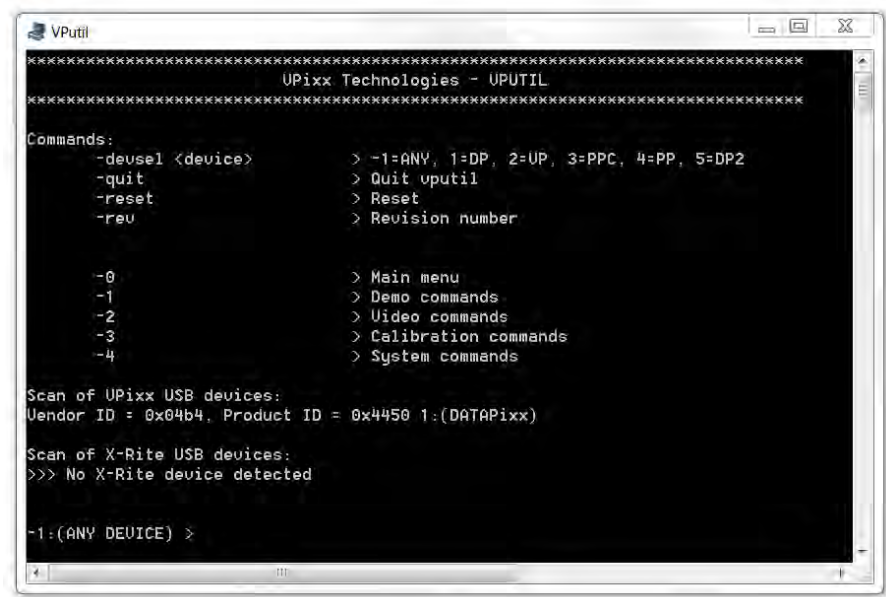 VPutil
********************************************************************************
VPixx Technologies - VPUTIL
********************************************************************************
Commands:
-devsel <device> > -1=ANY, 1=DP, 2=VP, 3=PPC, 4=PP, 5=DP2
-quit > Quit vputil
-reset > Reset
-rev > Revision number
-0 > Main menu
-1 > Demo commands
-2 > Video commands
-3 > Calibration commands
-4 > System commands
Scan of VPixx USB devices:
Vendor ID = 0x04b4, Product ID = 0x4450 1:(DATAPixx)
Scan of X-Rite USB devices:
>>> No X-Rite device detected
-1:(ANY DEVICE) >